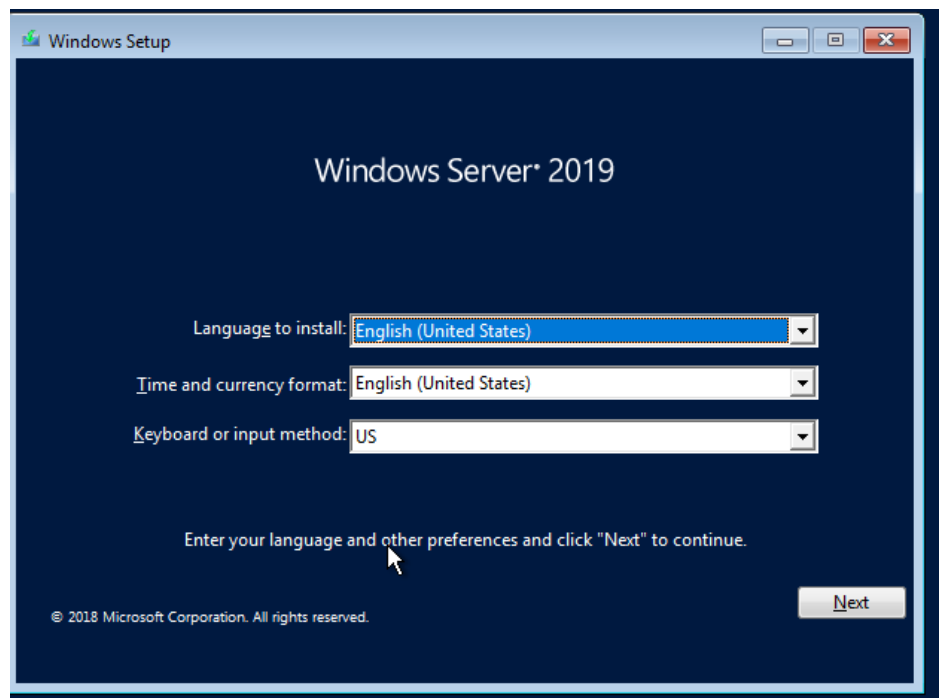 Windows Setup
Windows Server® 2019
Language to install: English (United States)
Time and currency format: English (United States)
Keyboard or input method: US
Enter your language and other preferences and click "Next" to continue.
© 2018 Microsoft Corporation. All rights reserved.
Next